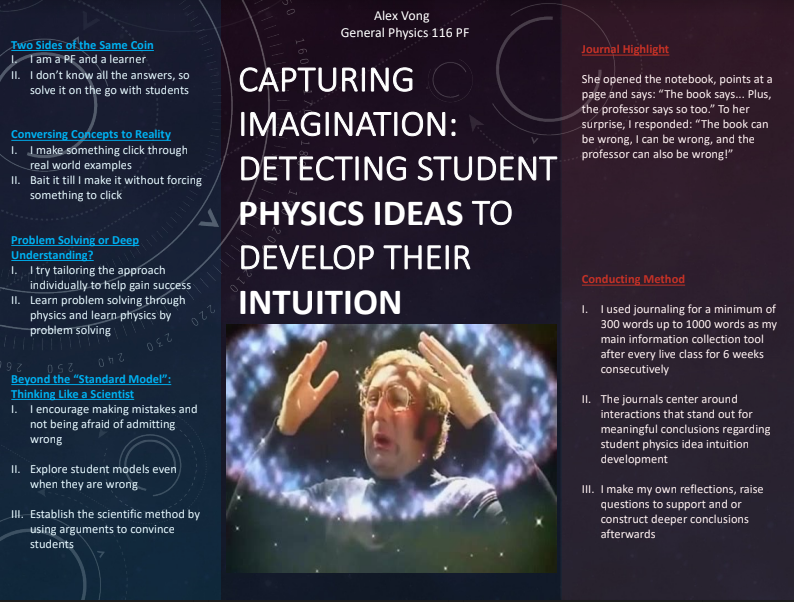 Alex Vong
General Physics 116 PF
CAPTURING
IMAGINATION:
DETECTING STUDENT
PHYSICS IDEAS TO
DEVELOP THEIR
INTUITION
Two Sides of the Same Coin
I. I am a PF and a learner
II. I don't know all the answers, so
solve it on the go with students
Conversing Concepts to Reality
I. I make something click through
real world examples
II. Bait it till I make it without forcing
something to click
Problem Solving or Deep
Understanding?
I. I try tailoring the approach
individually to help gain success
II. Learn problem solving through
physics and learn physics by
problem solving
Beyond the "Standard Model":
Thinking Like a Scientist
I. I encourage making mistakes and
not being afraid of admitting
wrong
II. Explore student models even
when they are wrong
III. Establish the scientific method by
using arguments to convince
students
Journal Highlight
She opened the notebook, points at a
page and says: "The book says... Plus,
the professor says so too." To her
surprise, I responded: "The book can
be wrong, I can be wrong, and the
professor can also be wrong!"
Conducting Method
I. I used journaling for a minimum of
300 words up to 1000 words as my
main information collection tool
after every live class for 6 weeks
consecutively
II. The journals center around
interactions that stand out for
meaningful conclusions regarding
student physics idea intuition
development
III. I make my own reflections, raise
questions to support and or
construct deeper conclusions
afterwards